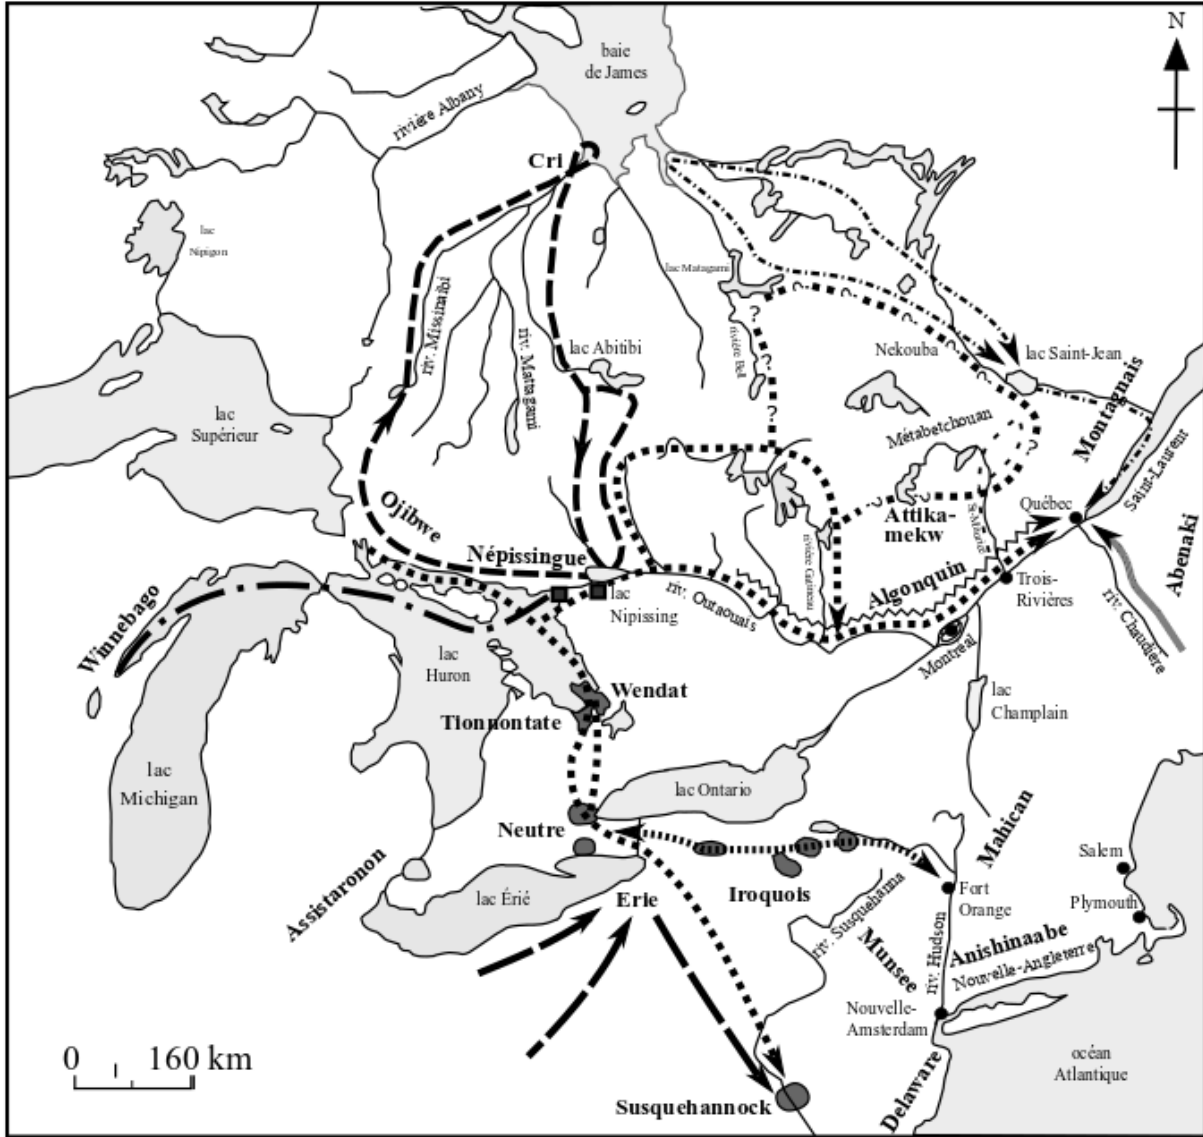 N
baie
de James
rivière Albany
Cri
lac
Nipigon
lac Matagami
riv. Missinaïbi
riv. Mattagami
lac Abitibi
rivière Bel
Nekouba
lac Saint-Jean
Métabetchouan
Montagnais
Saint-Laurent
lac
Supérieur
Ojibwe
Népissingue
lac
Nipissing
riv. Outaouais
rivière Gatineau
Attika-
mekw
St-Maurice
Québec
Algonquin
Trois-
Rivières
Abenaki
riv. Chaudière
Montréal
Winnebago
lac
Huron
Wendat
Tionnontate
lac
Champlain
lac
Michigan
lac Ontario
Neutre
Mahican
Salem
Assistaronon
lac Érié
Erie
Iroquois
riv. Susquehanna
Fort
Orange
Plymouth
Munsee
riv. Hudson
Anishinaabe
Nouvelle-Angleterre
Nouvelle-
Amsterdam
0 160 km
océan
Atlantique
Susquehannock
Delaware
? ? ? ? ? ? ? ? ? ? ? ?